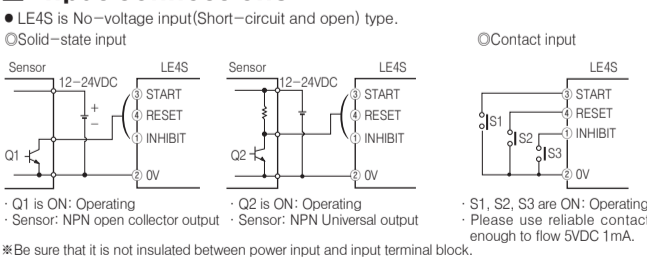 ● LE4S is No−voltage input(Short−circuit and open) type.
◎Solid−state input
◎Contact input
Sensor
LE4S
12−24VDC
+
−
③ START
④ RESET
① INHIBIT
Q1
② 0V
· Q1 is ON: Operating
· Sensor: NPN open collector output
Sensor
LE4S
12−24VDC
③ START
④ RESET
① INHIBIT
Q2
② 0V
· Q2 is ON: Operating
· Sensor: NPN Universal output
LE4S
③ START
④ RESET
① INHIBIT
S1
S2
S3
② 0V
· S1, S2, S3 are ON: Operating
· Please use reliable contact
enough to flow 5VDC 1mA.
※Be sure that it is not insulated between power input and input terminal block.